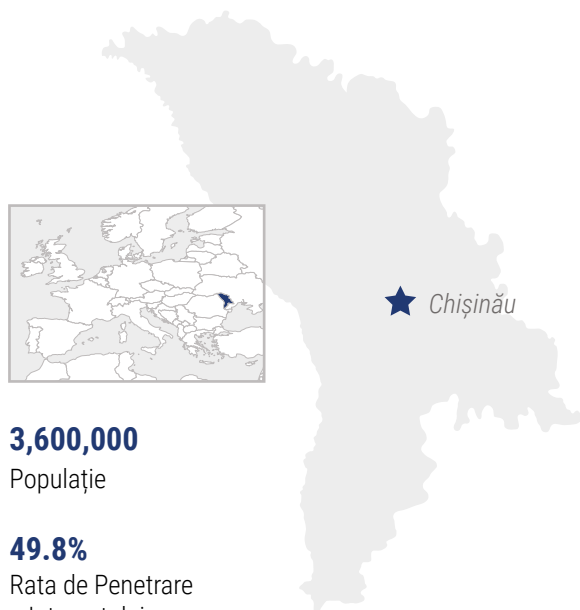 Chișinău
3,600,000
Populație
49.8%
Rata de Penetrare